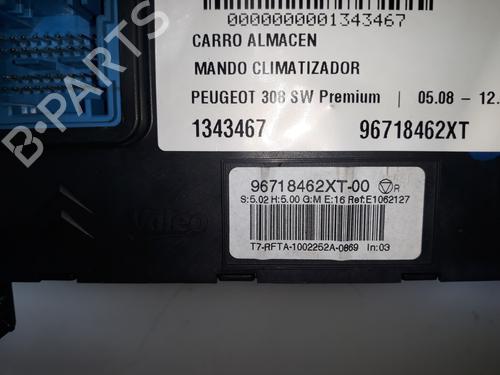 0000000001343467
CARRO ALMACEN
MANDO CLIMATIZADOR
PEUGEOT 308 SW Premium | 05.08 - 12.
1343467 96718462XT
96718462XT-00 R
S:5.02 H:5.00 G:M E:16 Ref:E1062127
T7-RFTA-1002252A-0869 In:03
Valeo
B-PARTS